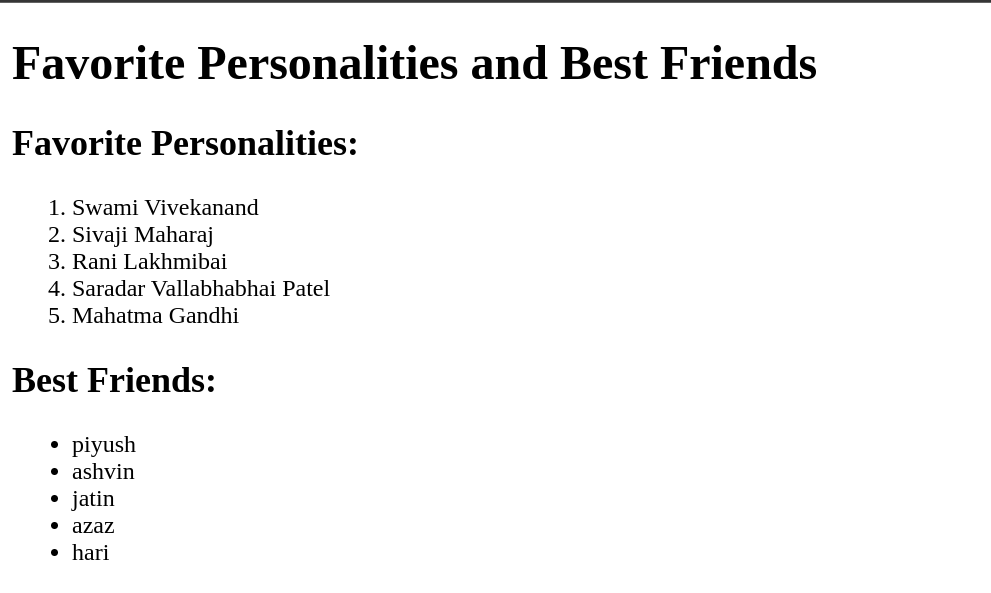 Favorite Personalities and Best Friends
Favorite Personalities:
1. Swami Vivekanand
2. Sivaji Maharaj
3. Rani Lakhmibai
4. Saradar Vallabhabhai Patel
5. Mahatma Gandhi
Best Friends:
• piyush
• ashvin
• jatin
• azaz
• hari